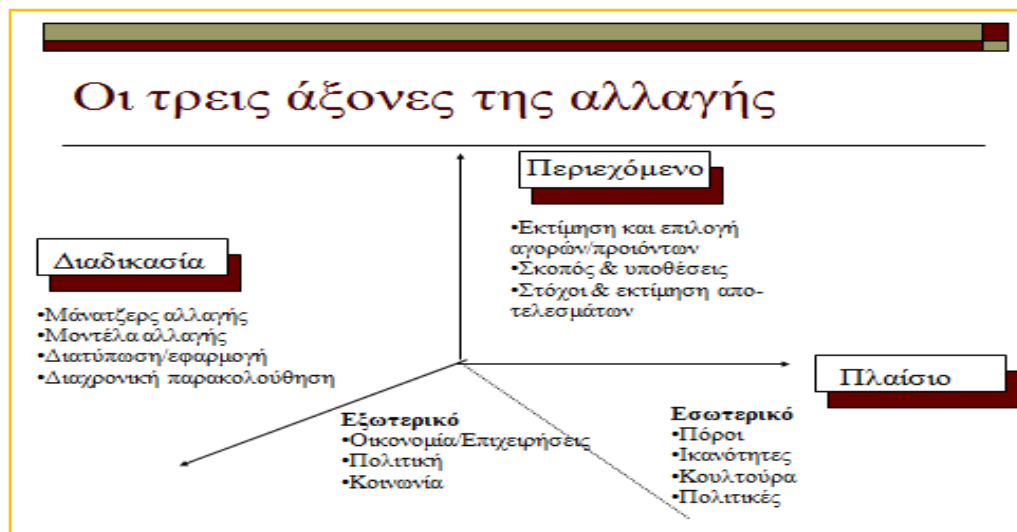 Οι τρεις άξονες της αλλαγής
Περιεχόμενο
•Εκτίμηση και επιλογή
αγορών/προιόντων
•Σκοπός & υποθέσεις
•Στόχοι & εκτίμηση απο-
τελεσμάτων
Διαδικασία
•Μάνατζερς αλλαγής
•Μοντέλα αλλαγής
•Διατύπωση/εφαρμογή
•Διαχρονική παρακολούθηση
Πλαίσιο
Εξωτερικό
•Οικονομία/Επιχειρήσεις
•Πολιτική
•Κοινωνία
Εσωτερικό
•Πόροι
•Ικανότητες
•Κουλτούρα
•Πολιτικές